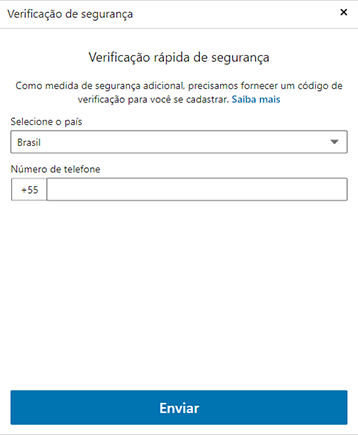 Verificação de segurança ×
Verificação rápida de segurança
Como medida de segurança adicional, precisamos fornecer um código de
verificação para você se cadastrar. Saiba mais
Selecione o país
Brasil
Número de telefone
+55
Enviar